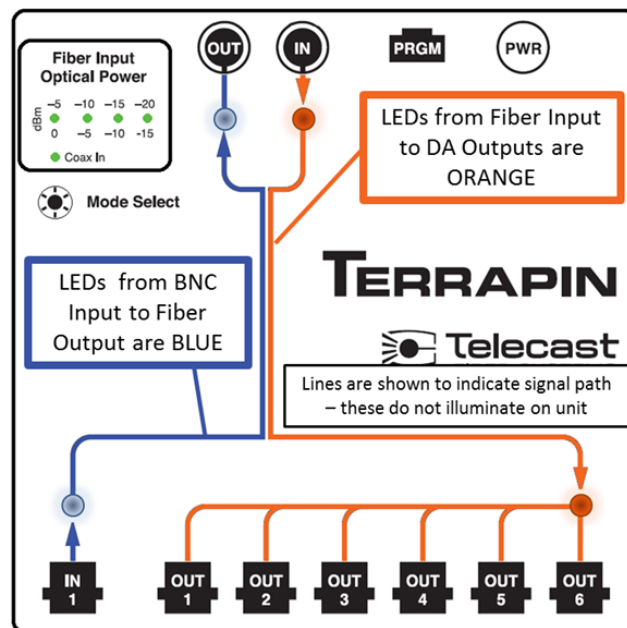 Fiber Input
Optical Power
dBm
–5 –10 –15 –20
0 –5 –10 -15
Coax In
Mode Select
OUT
IN
PRGM
PWR
LEDs from Fiber Input
to DA Outputs are
ORANGE
LEDs from BNC
Input to Fiber
Output are BLUE
TERRAPIN
Telecast
Lines are shown to indicate signal path
– these do not illuminate on unit
IN
1
OUT
1
OUT
2
OUT
3
OUT
4
OUT
5
OUT
6